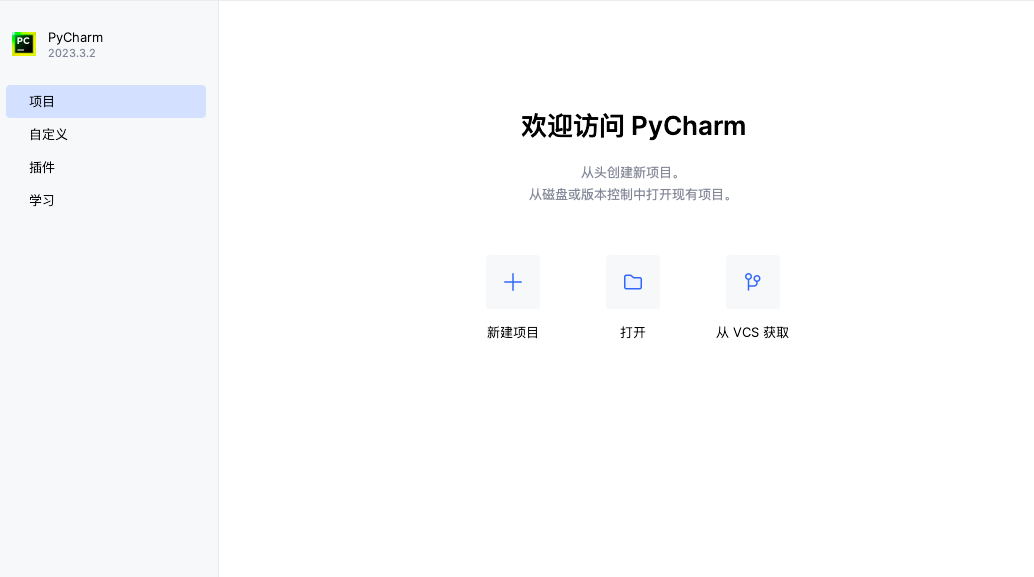 PC
PyCharm
2023.3.2
项目
自定义
插件
学习
欢迎访问 PyCharm
从头创建新项目。
从磁盘或版本控制中打开现有项目。
新建项目
打开
从 VCS 获取